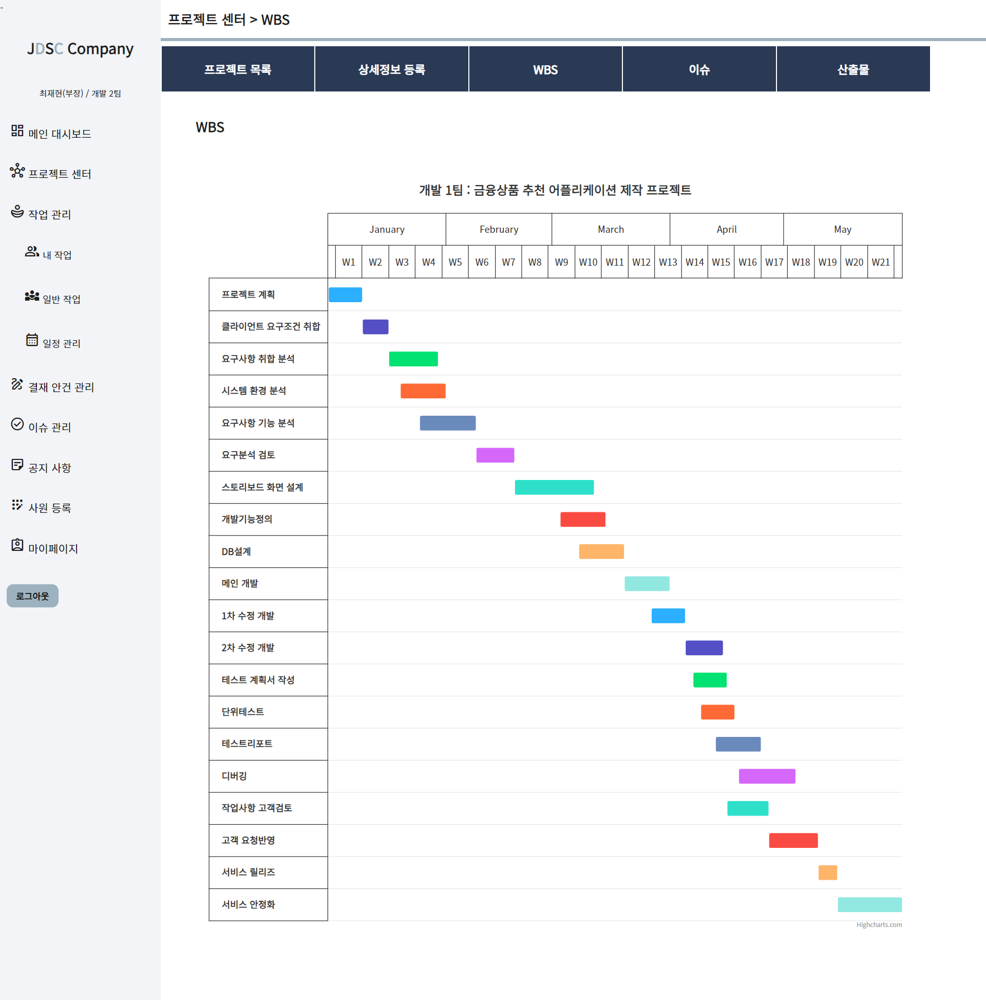 -
프로젝트 센터 > WBS
JDSC Company
최재현(부장) / 개발 2팀
메인 대시보드
프로젝트 센터
작업 관리
내 작업
일반 작업
일정 관리
결재 안건 관리
이슈 관리
공지 사항
사원 등록
마이페이지
로그아웃
프로젝트 목록 상세정보 등록 WBS 이슈 산출물
WBS
개발 1팀 : 금융상품 추천 어플리케이션 제작 프로젝트
January February March April May
W1 W2 W3 W4 W5 W6 W7 W8 W9 W10 W11 W12 W13 W14 W15 W16 W17 W18 W19 W20 W21
프로젝트 계획
클라이언트 요구조건 취합
요구사항 취합 분석
시스템 환경 분석
요구사항 기능 분석
요구분석 검토
스토리보드 화면 설계
개발기능정의
DB설계
메인 개발
1차 수정 개발
2차 수정 개발
테스트 계획서 작성
단위테스트
테스트리포트
디버깅
작업사항 고객검토
고객 요청반영
서비스 릴리즈
서비스 안정화
Highcharts.com